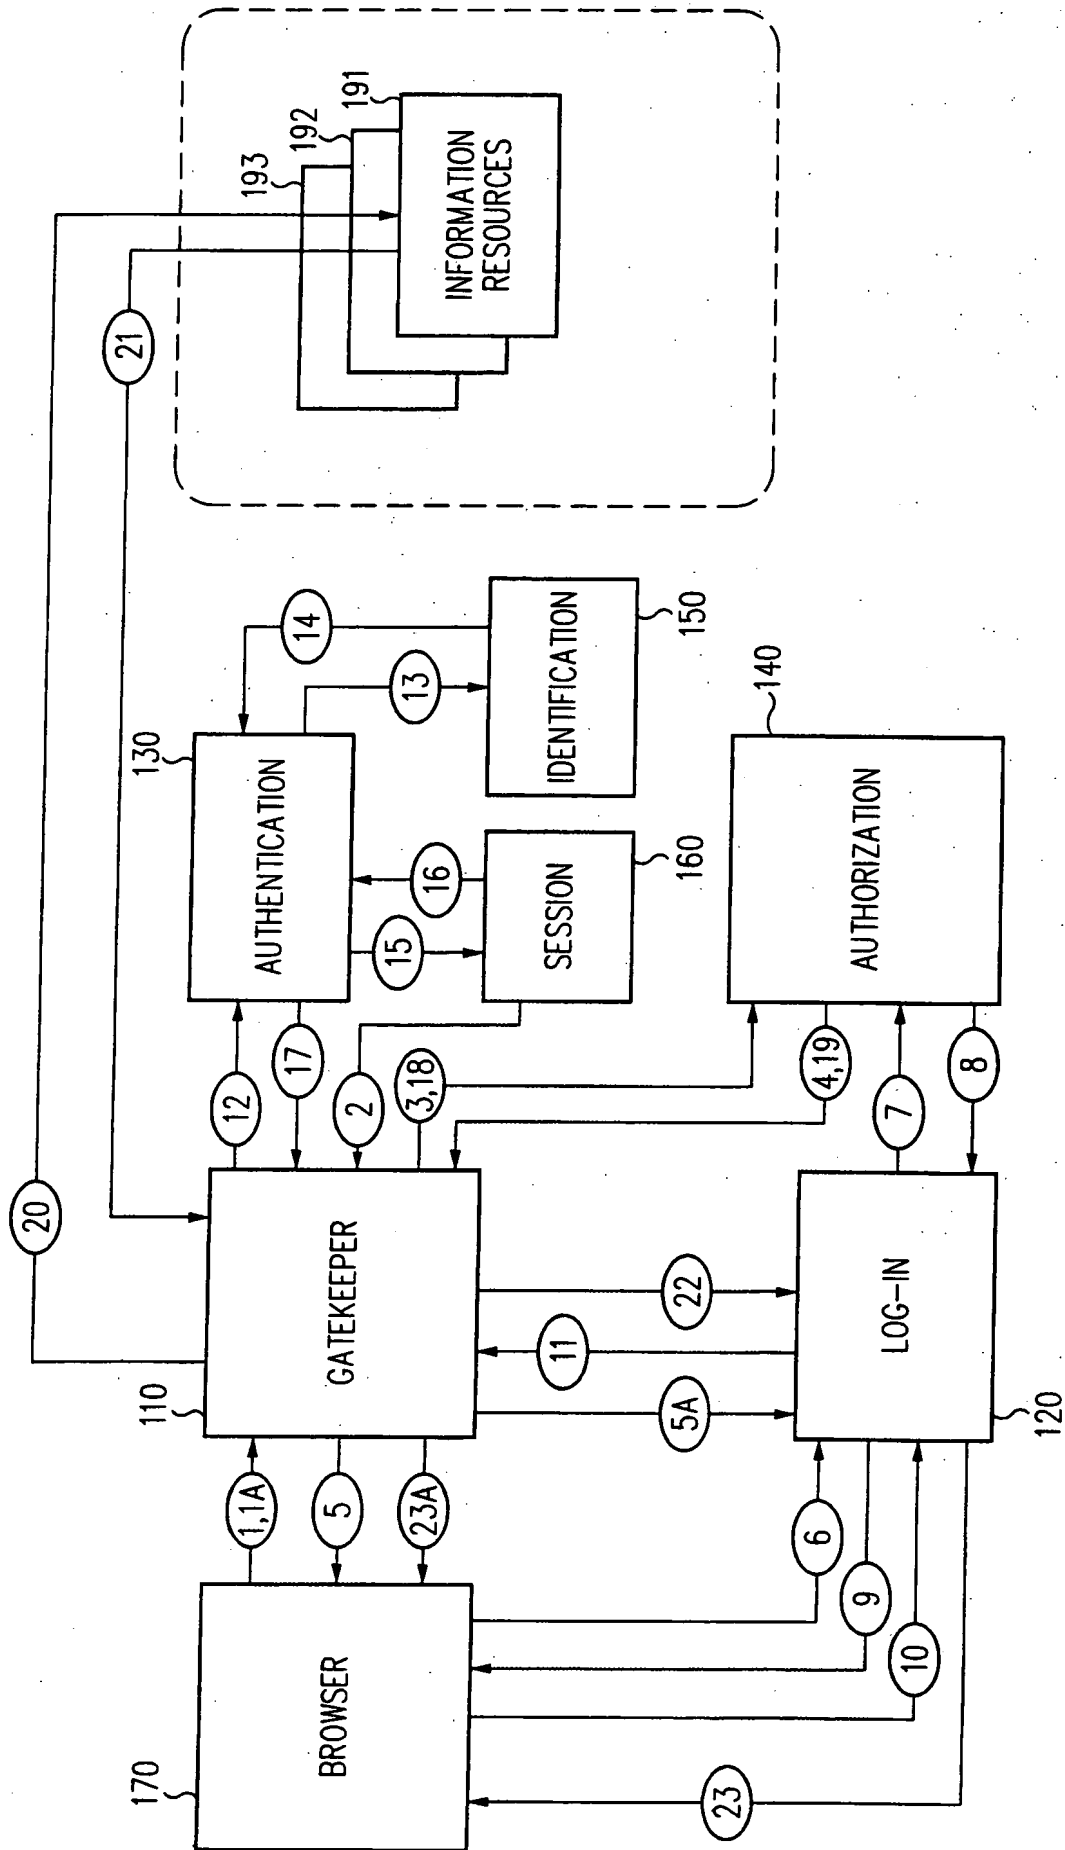 20
21
193
192
191
INFORMATION
RESOURCES
170
BROWSER
1,1A
5
23A
110
GATEKEEPER
12
17
2
3,18
130
AUTHENTICATION
15
16
13
14
SESSION
160
IDENTIFICATION
150
4,19
140
AUTHORIZATION
5A
11
22
7
8
LOG-IN
120
6
9
10
23